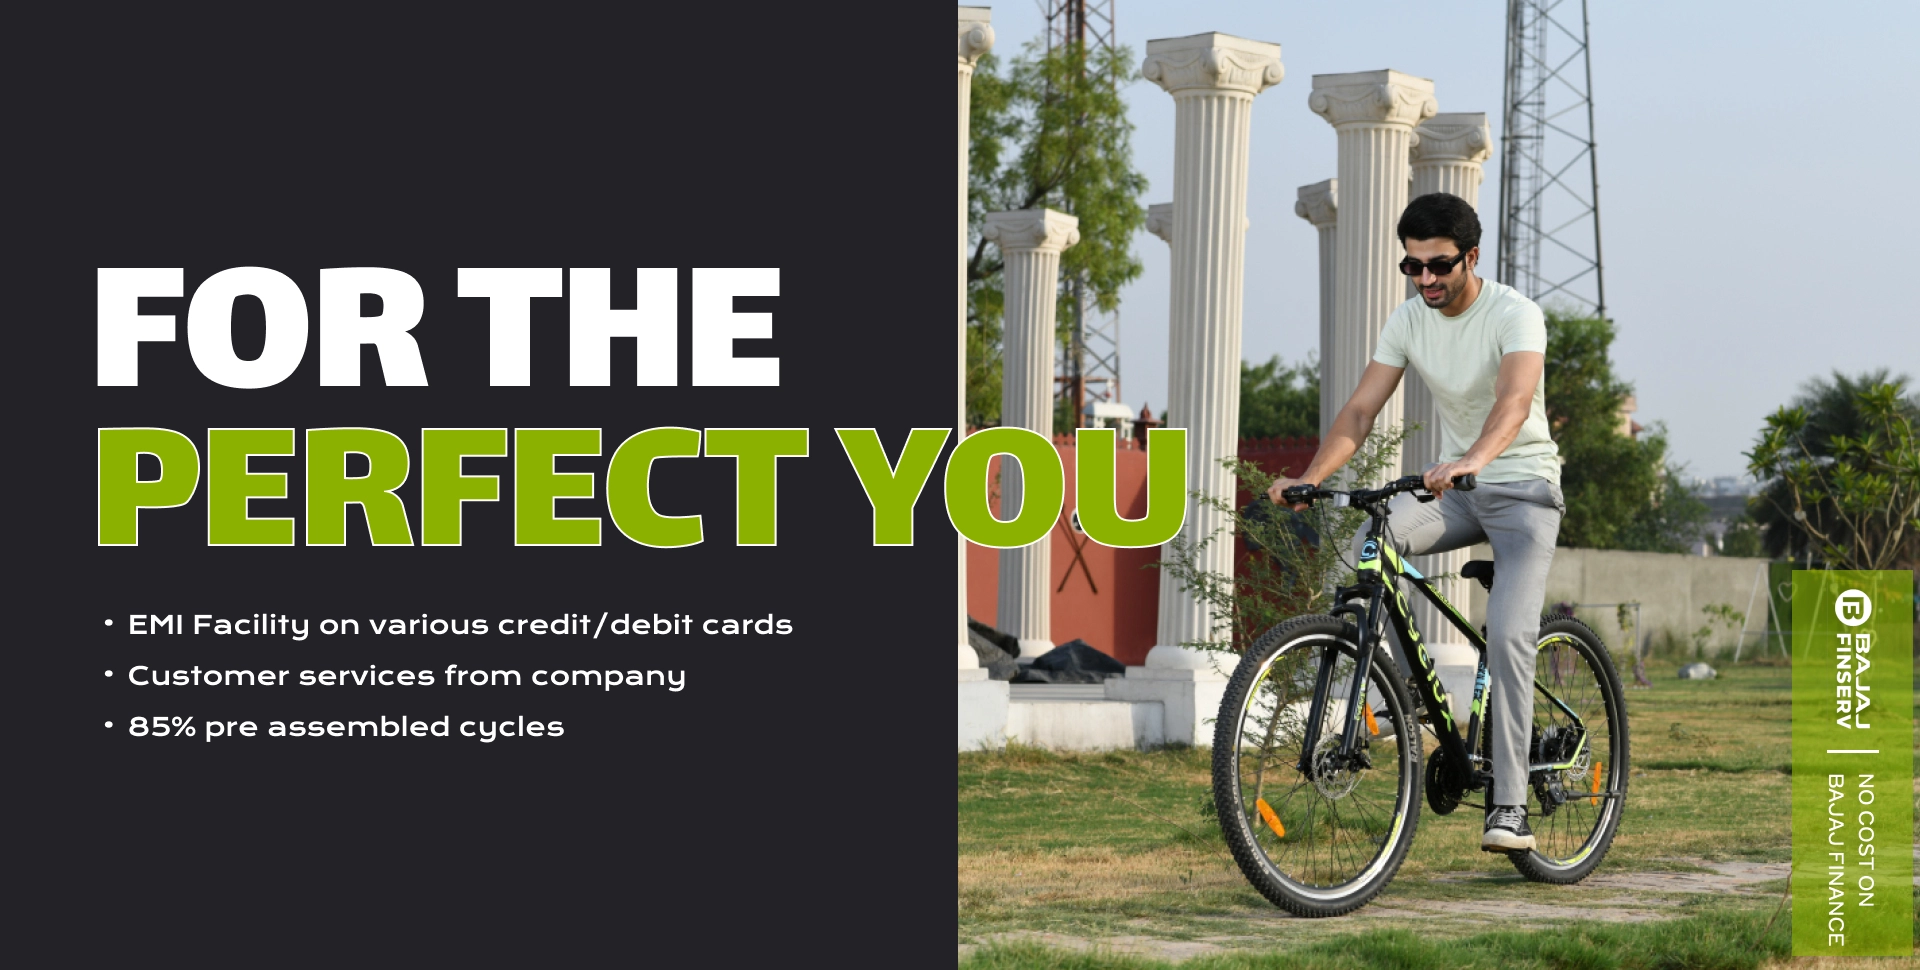 FOR THE
PERFECT YOU
• EMI Facility on various credit/debit cards
• Customer services from company
• 85% pre assembled cycles
BAJAJ
FINSERV
NO COST ON
BAJAJ FINANCE